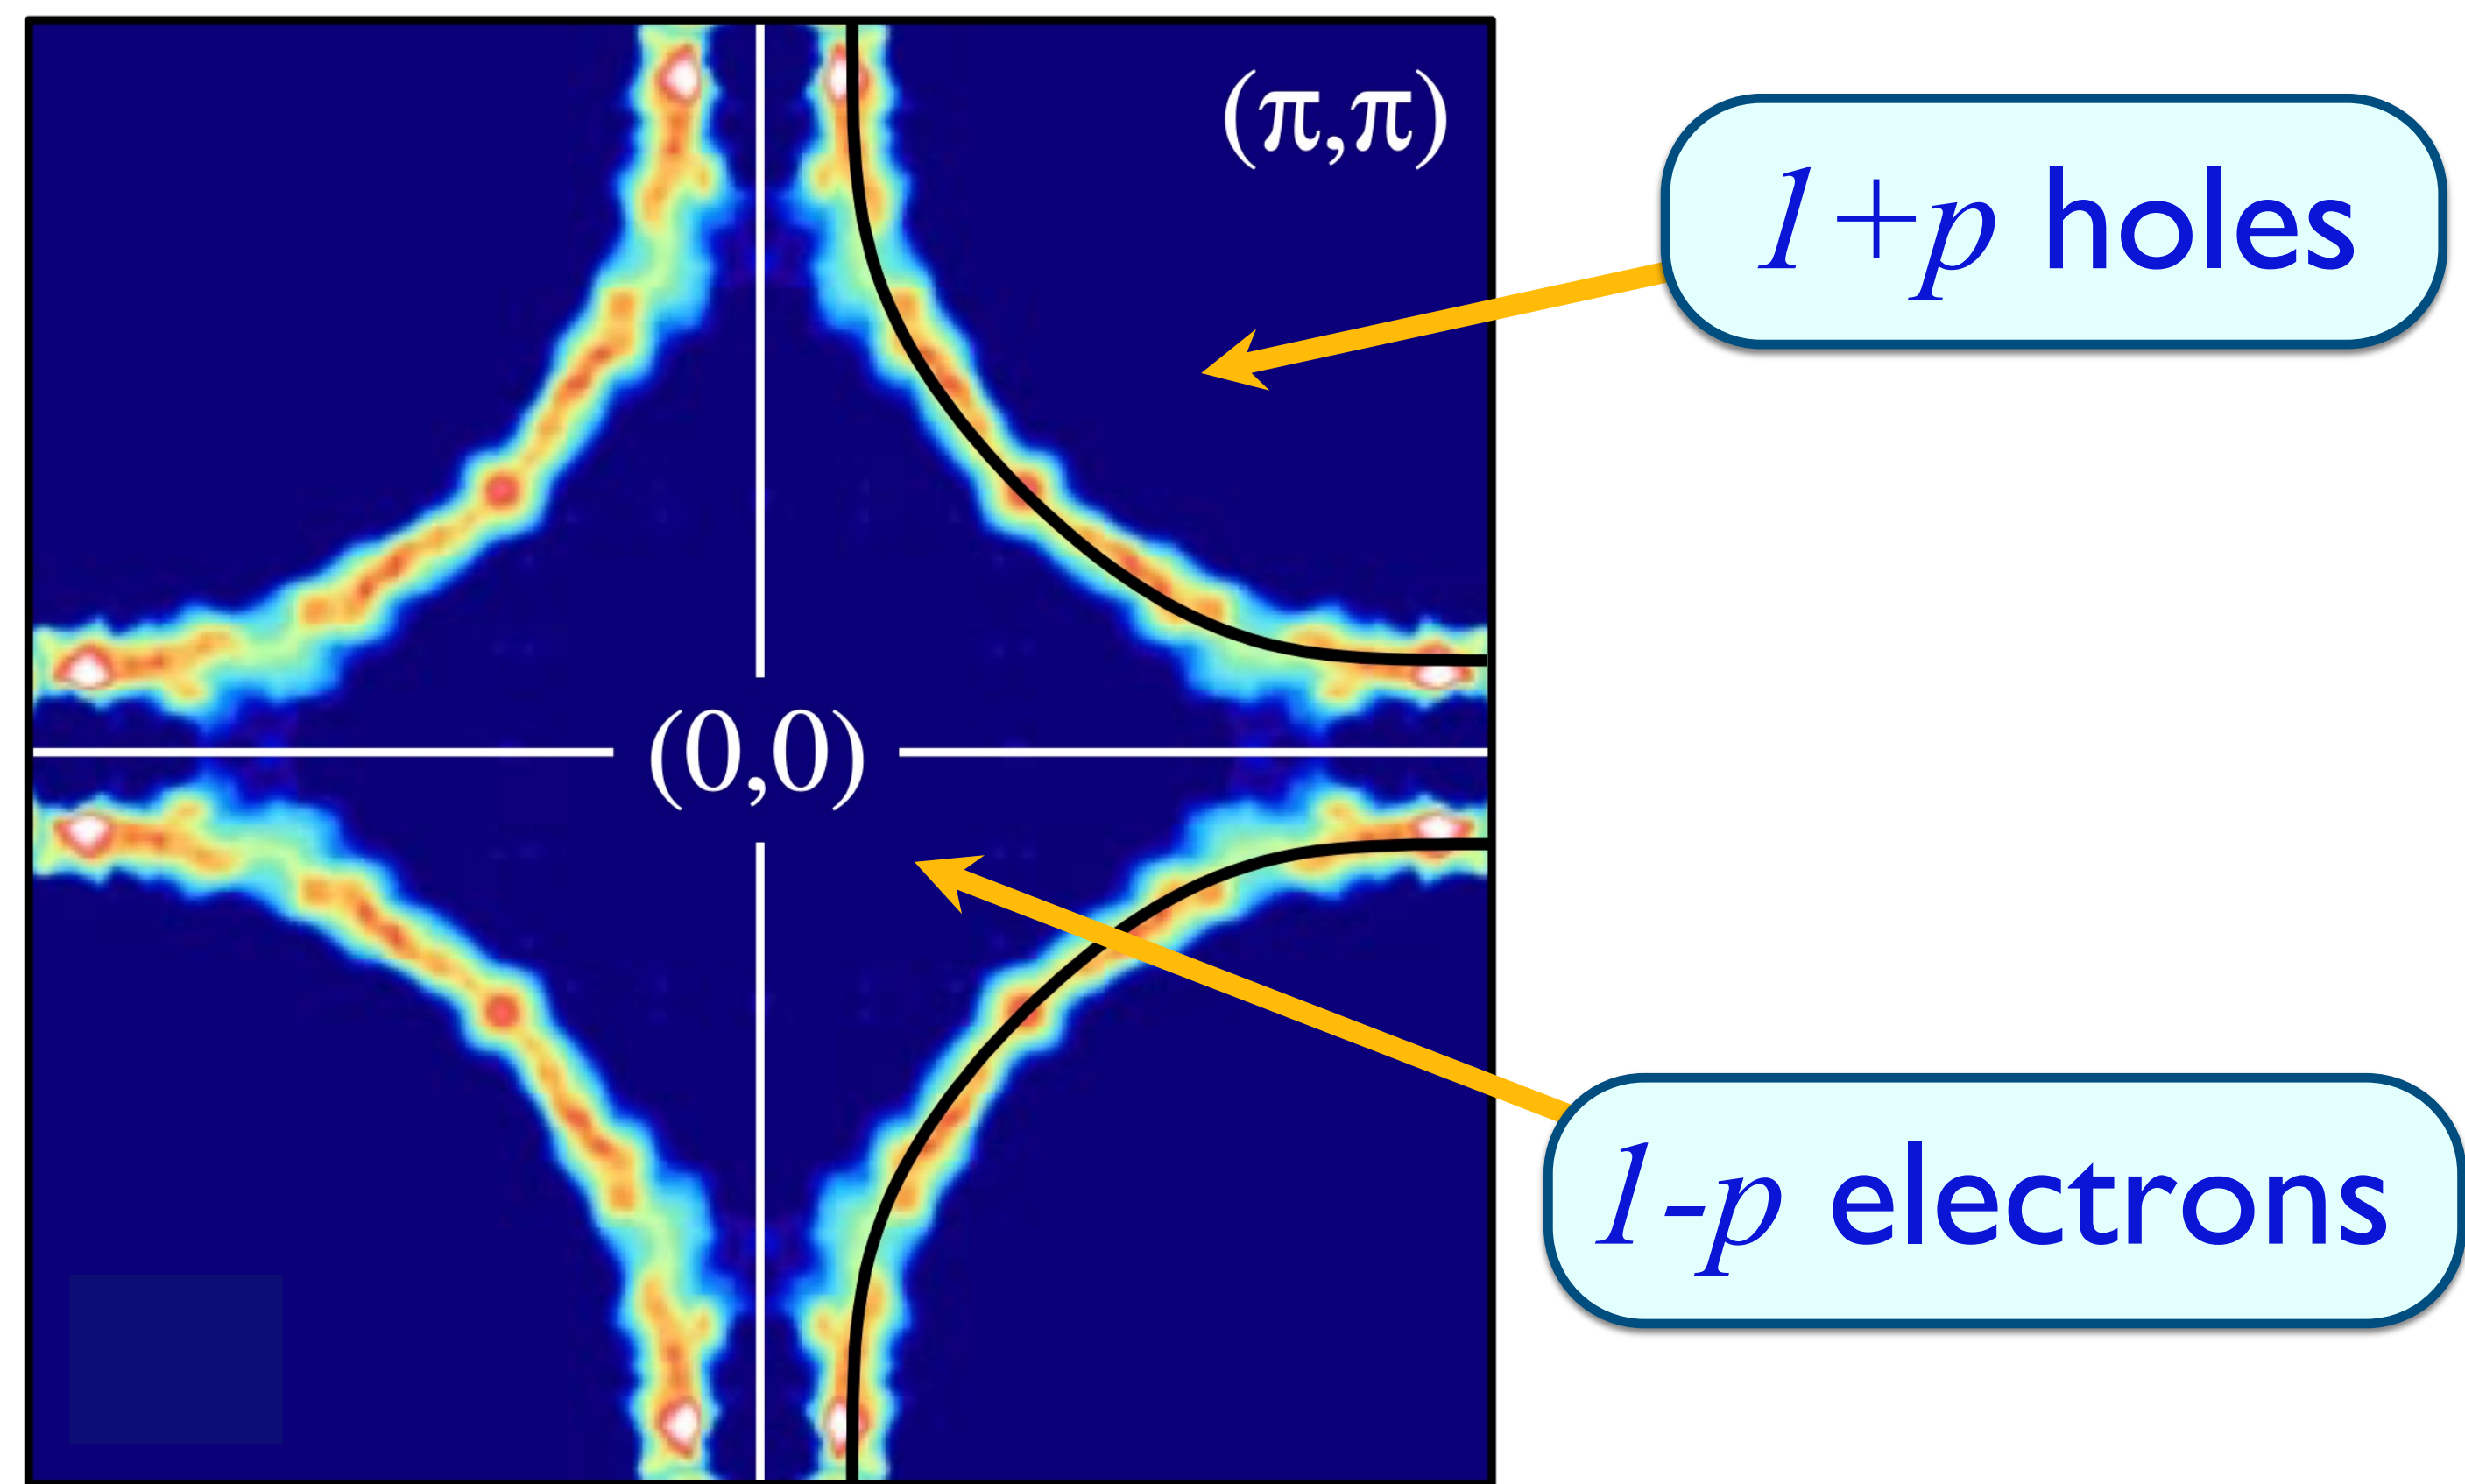 (π,π)
1+p holes
(0,0)
1-p electrons